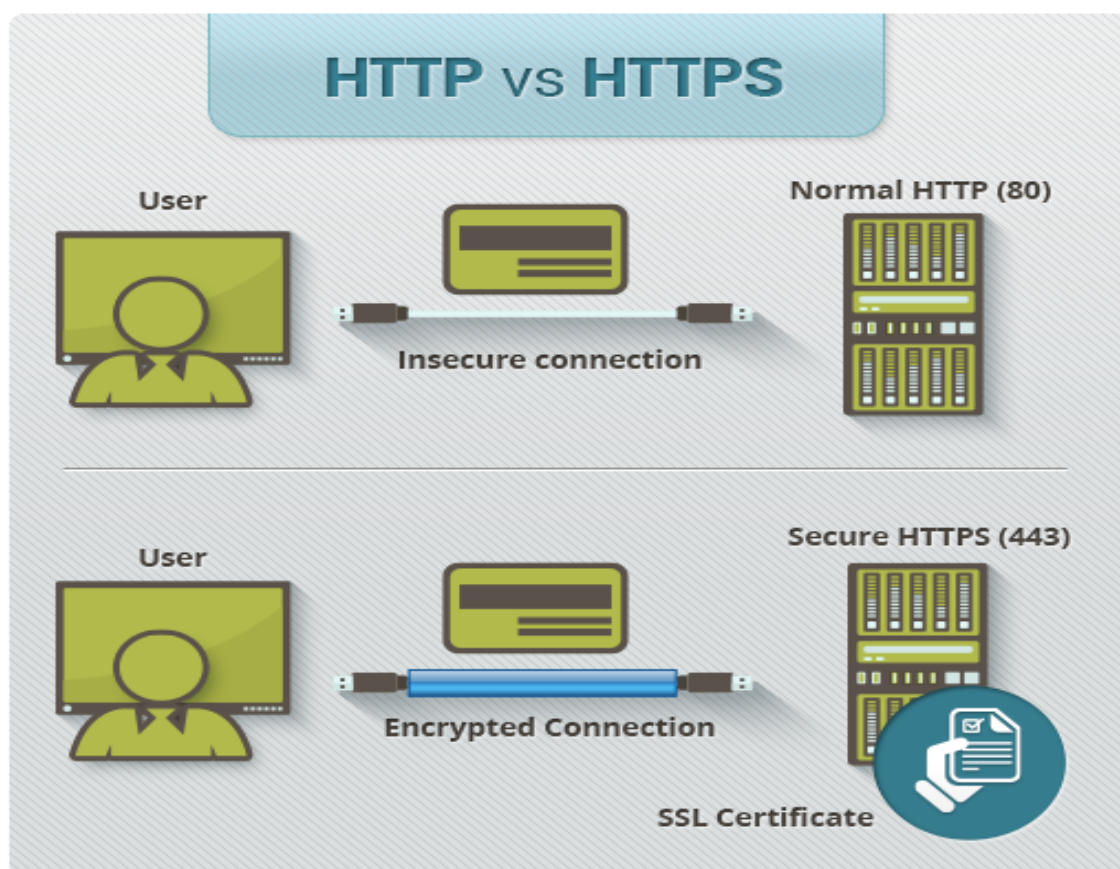 HTTP vs HTTPS
User
Normal HTTP (80)
Insecure connection
User
Secure HTTPS (443)
Encrypted Connection
SSL Certificate